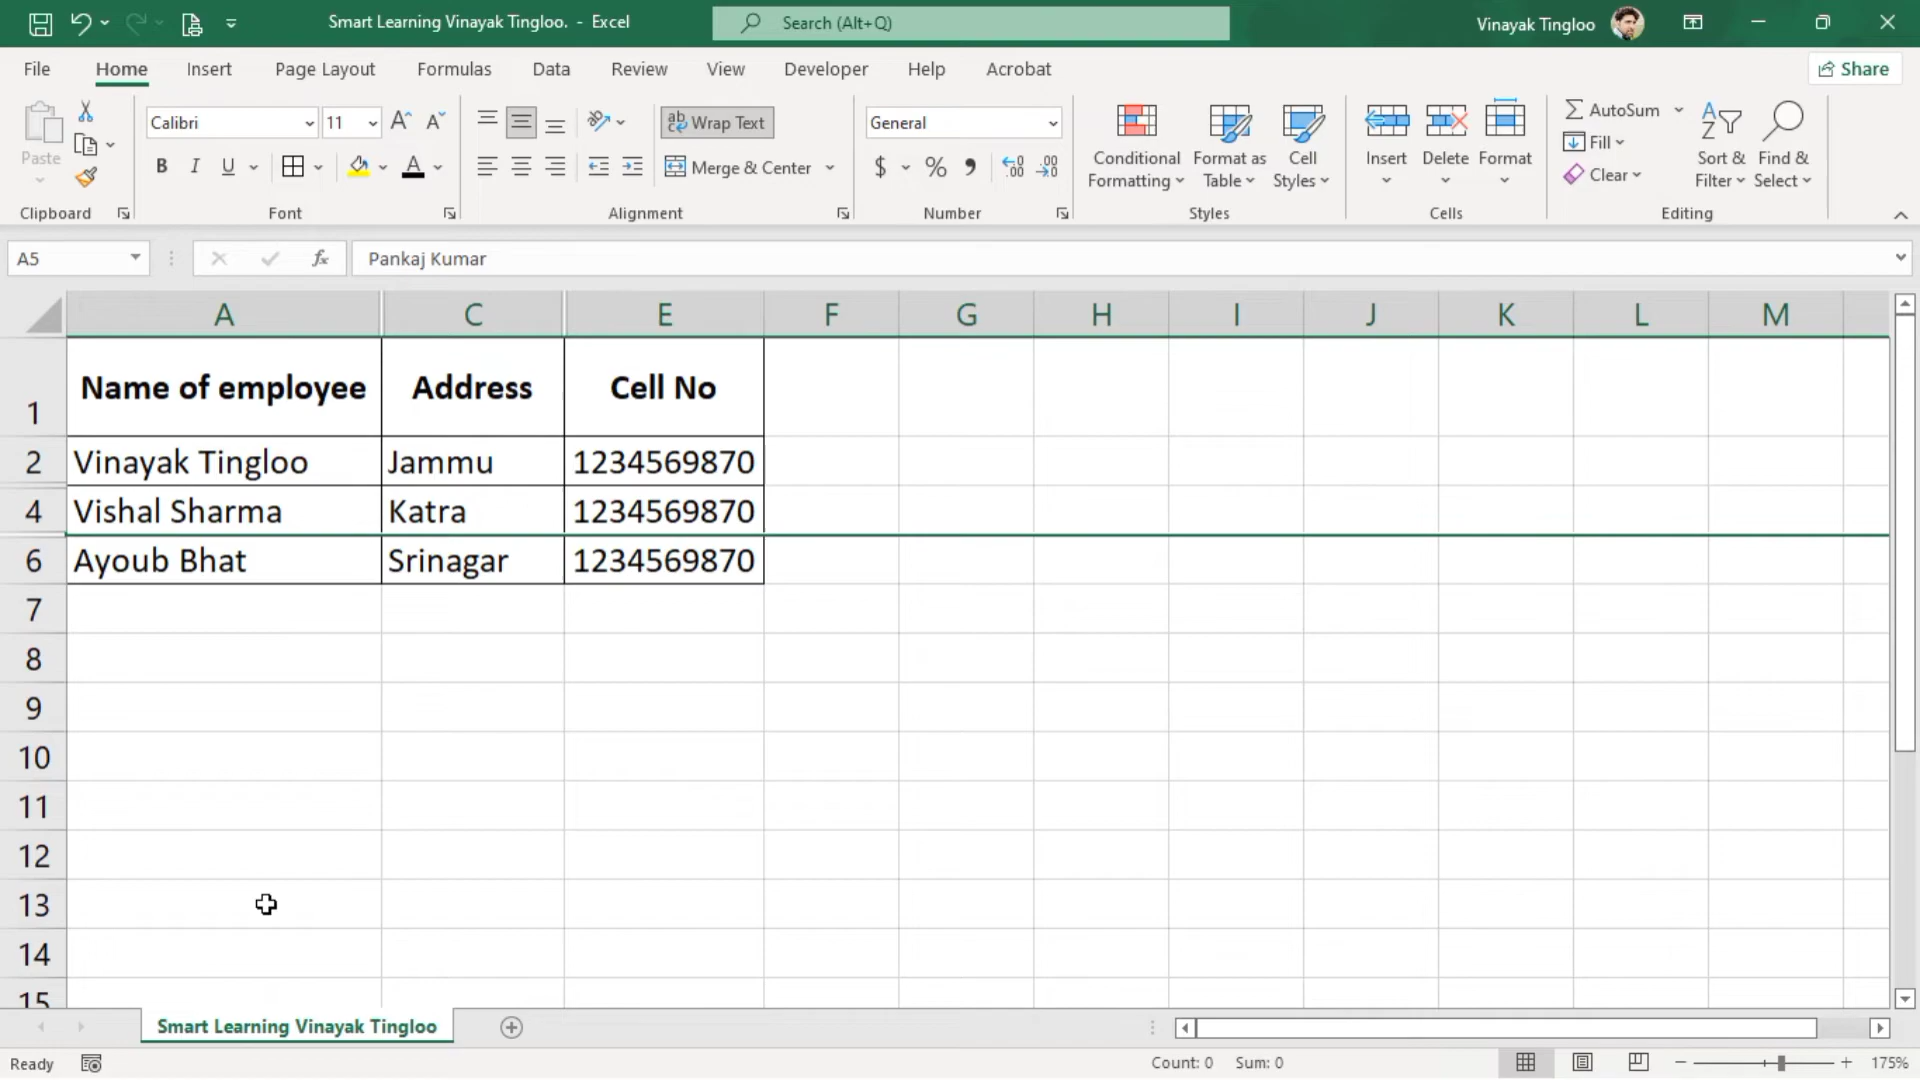 Smart Learning Vinayak Tingloo. - Excel
Search (Alt+Q)
Vinayak Tingloo
File Home Insert Page Layout Formulas Data Review View Developer Help Acrobat
Share
Paste
Clipboard
Calibri 11
A A
B I U A
Font
ab Wrap Text
Merge & Center
Alignment
General
$ % ,
Number
Conditional Formatting
Format as Table
Cell Styles
Styles
Insert
Delete
Format
Cells
AutoSum
Fill
Clear
Sort & Filter
Find & Select
Editing
A5 fx Pankaj Kumar
A C E F G H I J K L M
1 Name of employee Address Cell No
2 Vinayak Tingloo Jammu 1234569870
4 Vishal Sharma Katra 1234569870
6 Ayoub Bhat Srinagar 1234569870
7
8
9
10
11
12
13
14
15
Smart Learning Vinayak Tingloo
Ready
Count: 0 Sum: 0
175%